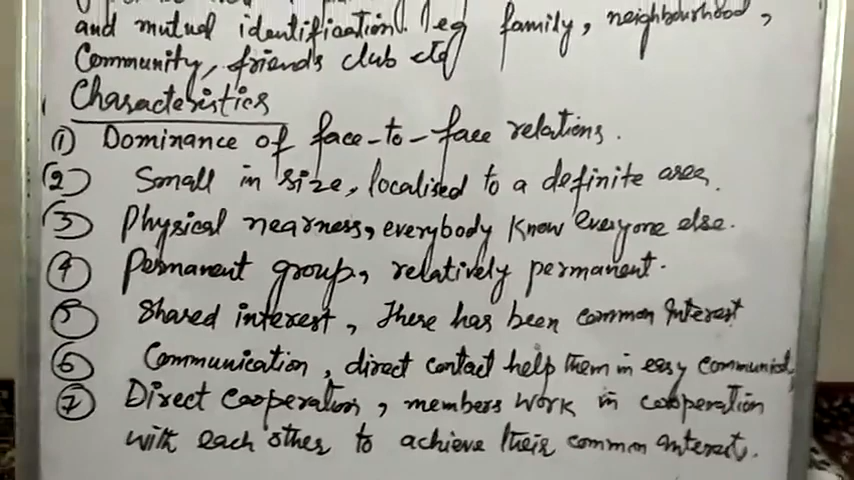 and mutual identification. (eg family, neighbourhood,
Community, friends club etc)
Characteristics
(1) Dominance of face-to-face relations.
(2) Small in size, localised to a definite area.
(3) Physical nearness, everybody know everyone else.
(4) Permanent group, relatively permanent.
(5) Shared interest, There has been common Interest
(6) Communication, direct contact help them in easy communicat
(7) Direct Cooperation, members work in cooperation
with each other to achieve their common interest.